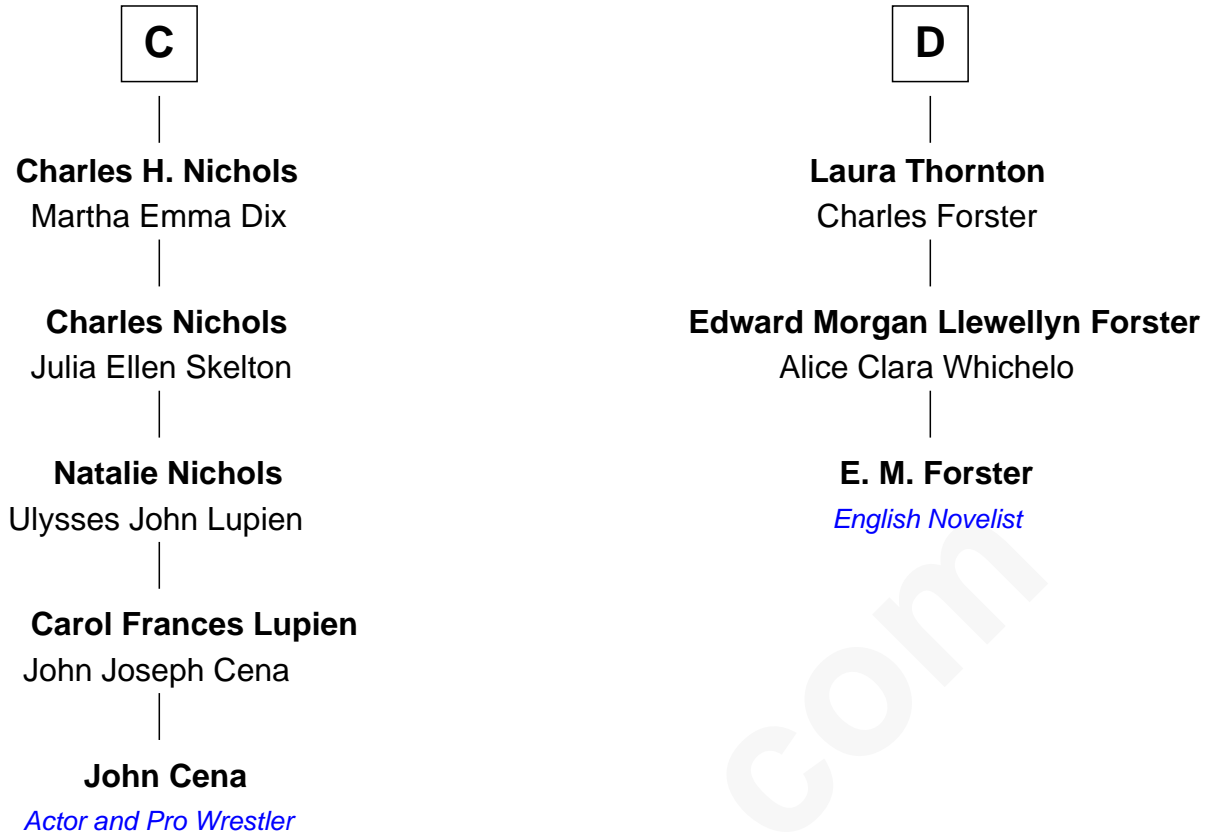 C
Charles H. Nichols
Martha Emma Dix
Charles Nichols
Julia Ellen Skelton
Natalie Nichols
Ulysses John Lupien
Carol Frances Lupien
John Joseph Cena
John Cena
Actor and Pro Wrestler
D
Laura Thornton
Charles Forster
Edward Morgan Llewellyn Forster
Alice Clara Whichelo
E. M. Forster
English Novelist
com